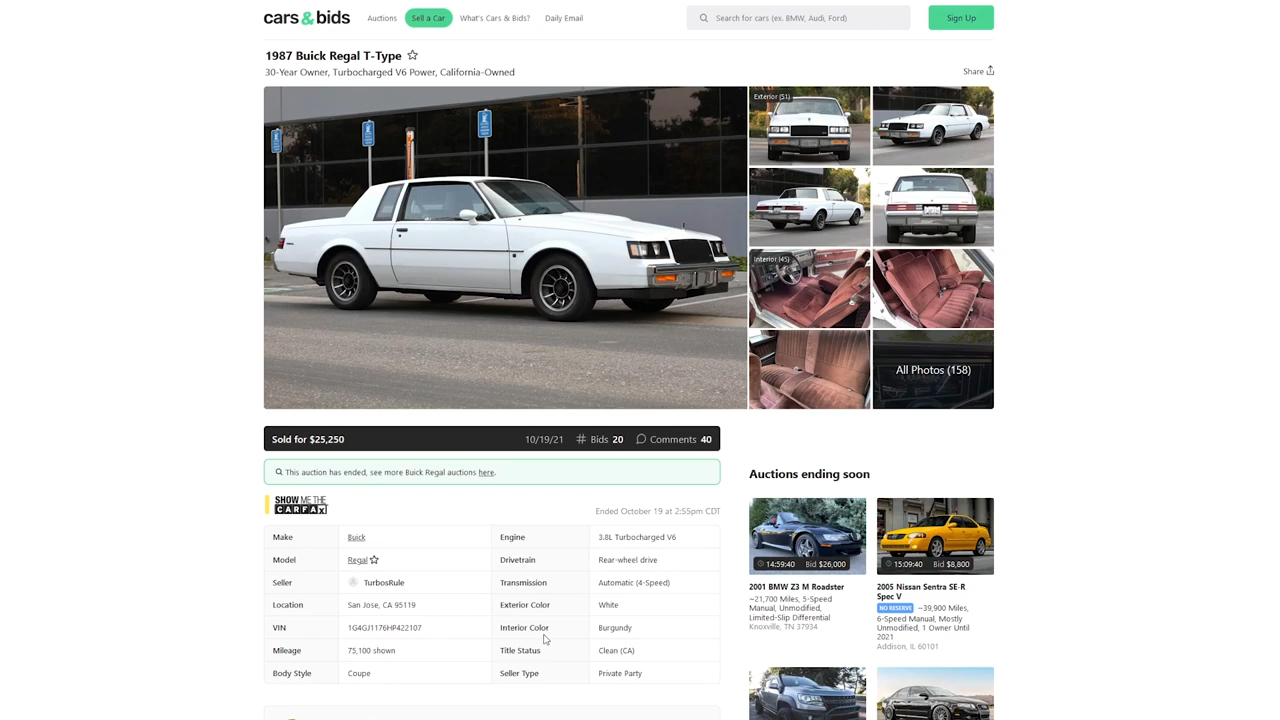 cars & bids
Auctions
Sell a Car
What's Cars & Bids?
Daily Email
Search for cars (ex. BMW, Audi, Ford)
Sign Up
1987 Buick Regal T-Type
30-Year Owner, Turbocharged V6 Power, California-Owned
Share
Exterior (51)
Interior (45)
All Photos (158)
Sold for $25,250
10/19/21
# Bids 20
Comments 40
This auction has ended, see more Buick Regal auctions here.
SHOW ME THE
CARFAX
Ended October 19 at 2:55pm CDT
Make Buick Engine 3.8L Turbocharged V6
Model Regal Drivetrain Rear-wheel drive
Seller TurbosRule Transmission Automatic (4-Speed)
Location San Jose, CA 95119 Exterior Color White
VIN 1G4GJ1176HP422107 Interior Color Burgundy
Mileage 75,100 shown Title Status Clean (CA)
Body Style Coupe Seller Type Private Party
Auctions ending soon
14:59:40 Bid $26,000
2001 BMW Z3 M Roadster
~21,700 Miles, 5-Speed
Manual, Unmodified,
Limited-Slip Differential
Knoxville, TN 37934
15:09:40 Bid $8,800
2005 Nissan Sentra SE-R
Spec V
NO RESERVE ~39,900 Miles,
6-Speed Manual, Mostly
Unmodified, 1 Owner Until
2021
Addison, IL 60101